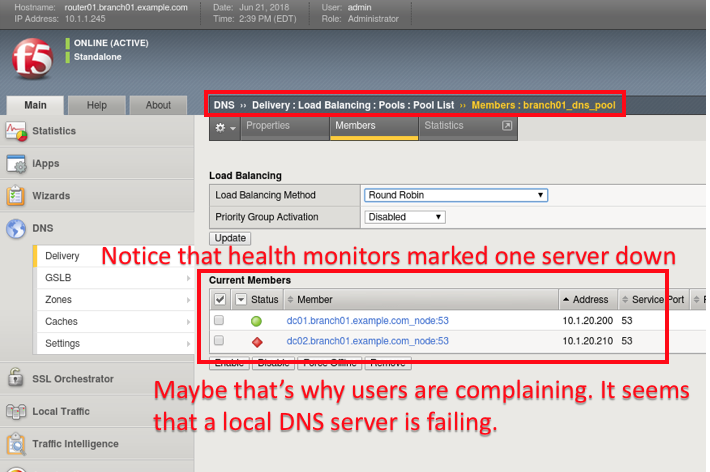 Hostname: router01.branch01.example.com Date: Jun 21, 2018 User: admin
IP Address: 10.1.1.245 Time: 2:39 PM (EDT) Role: Administrator
f5
ONLINE (ACTIVE)
Standalone
Main Help About
DNS ›› Delivery : Load Balancing : Pools : Pool List ›› Members : branch01_dns_pool
Properties Members Statistics
Statistics
iApps
Wizards
DNS
Delivery
GSLB
Zones
Caches
Settings
SSL Orchestrator
Local Traffic
Traffic Intelligence
Load Balancing
Load Balancing Method Round Robin
Priority Group Activation Disabled
Update
Notice that health monitors marked one server down
Current Members
Status Member Address Service Port
dc01.branch01.example.com_node:53 10.1.20.200 53
dc02.branch01.example.com_node:53 10.1.20.210 53
Enable Disable Force Offline Remove
Maybe that's why users are complaining. It seems
that a local DNS server is failing.